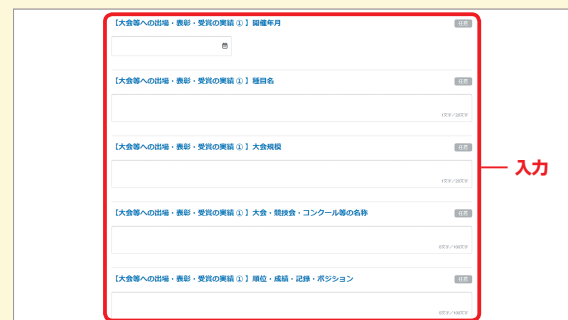 【大会等への出場・表彰・受賞の実績 ① 】開催年月
任意
【大会等への出場・表彰・受賞の実績 ① 】種目名
任意
【大会等への出場・表彰・受賞の実績 ① 】大会規模
任意
入力
【大会等への出場・表彰・受賞の実績 ① 】大会・競技会・コンクール等の名称
任意
【大会等への出場・表彰・受賞の実績 ① 】順位・成績・記録・ポジション
任意